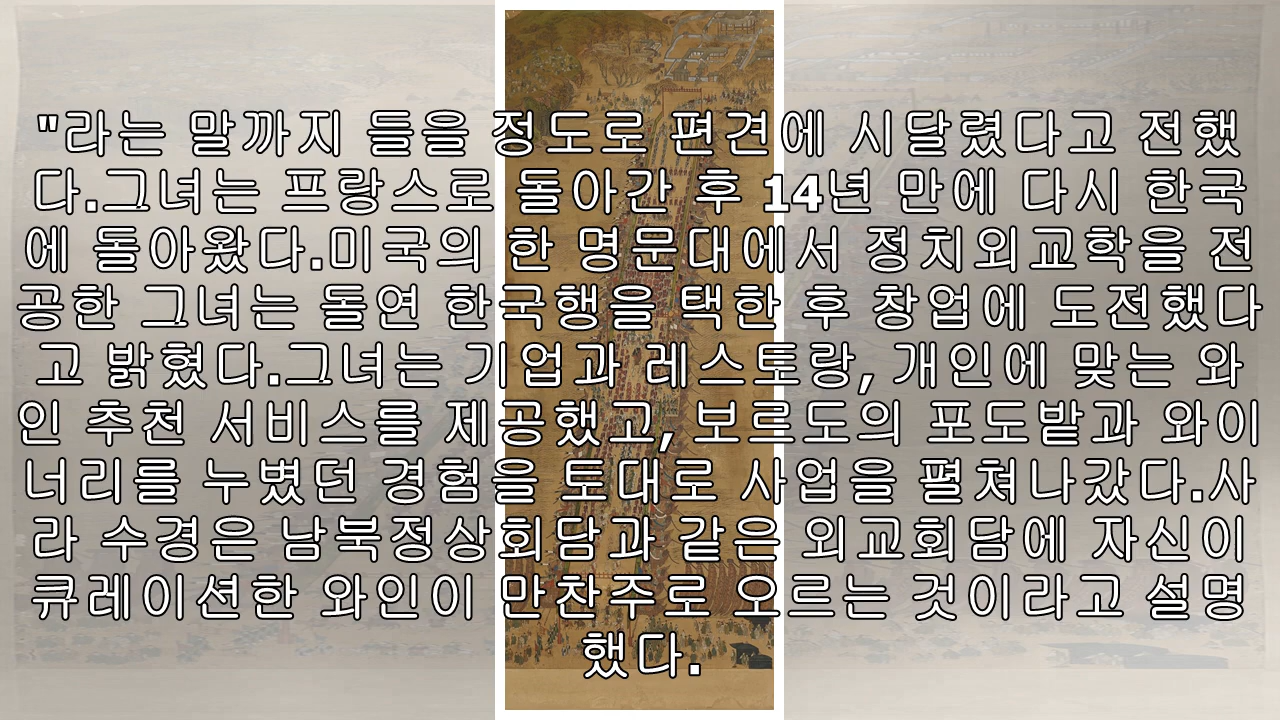 "라는 말까지 들을 정도로 편견에 시달렸다고 전했
다.그녀는 프랑스로 돌아간 후 14년 만에 다시 한국
에 돌아왔다.미국의 한 명문대에서 정치외교학을 전
공한 그녀는 돌연 한국행을 택한 후 창업에 도전했다
고 밝혔다.그녀는 기업과 레스토랑, 개인에 맞는 와
인 추천 서비스를 제공했고, 보르도의 포도밭과 와이
너리를 누볐던 경험을 토대로 사업을 펼쳐나갔다.사
라 수경은 남북정상회담과 같은 외교회담에 자신이
큐레이션한 와인이 만찬주로 오르는 것이라고 설명
했다.